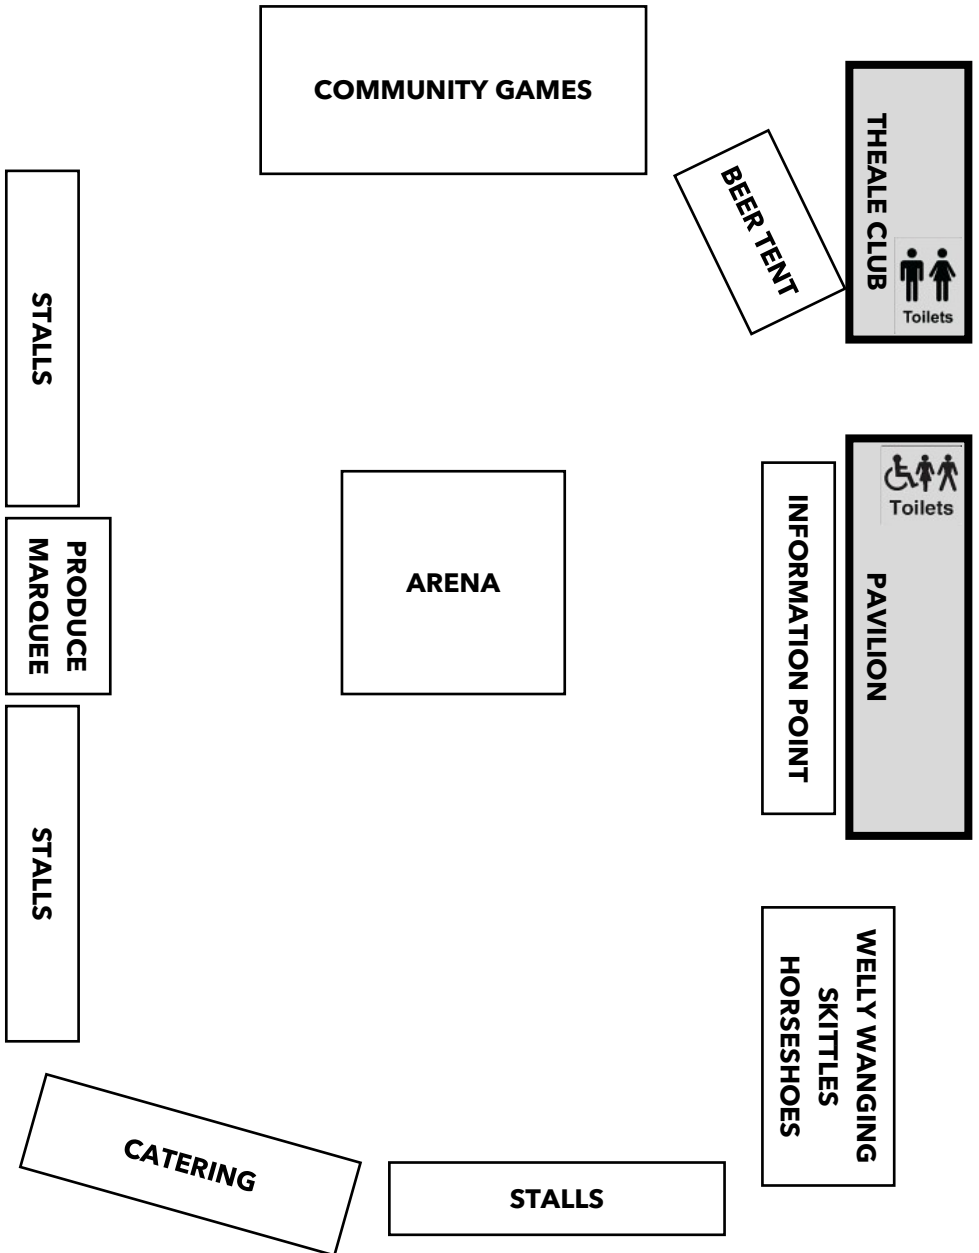 COMMUNITY GAMES
BEER TENT
THEALE CLUB
Toilets
STALLS
PRODUCE
MARQUEE
ARENA
INFORMATION POINT
Toilets
PAVILION
STALLS
WELLY WANGING
SKITTLES
HORSESHOES
CATERING
STALLS